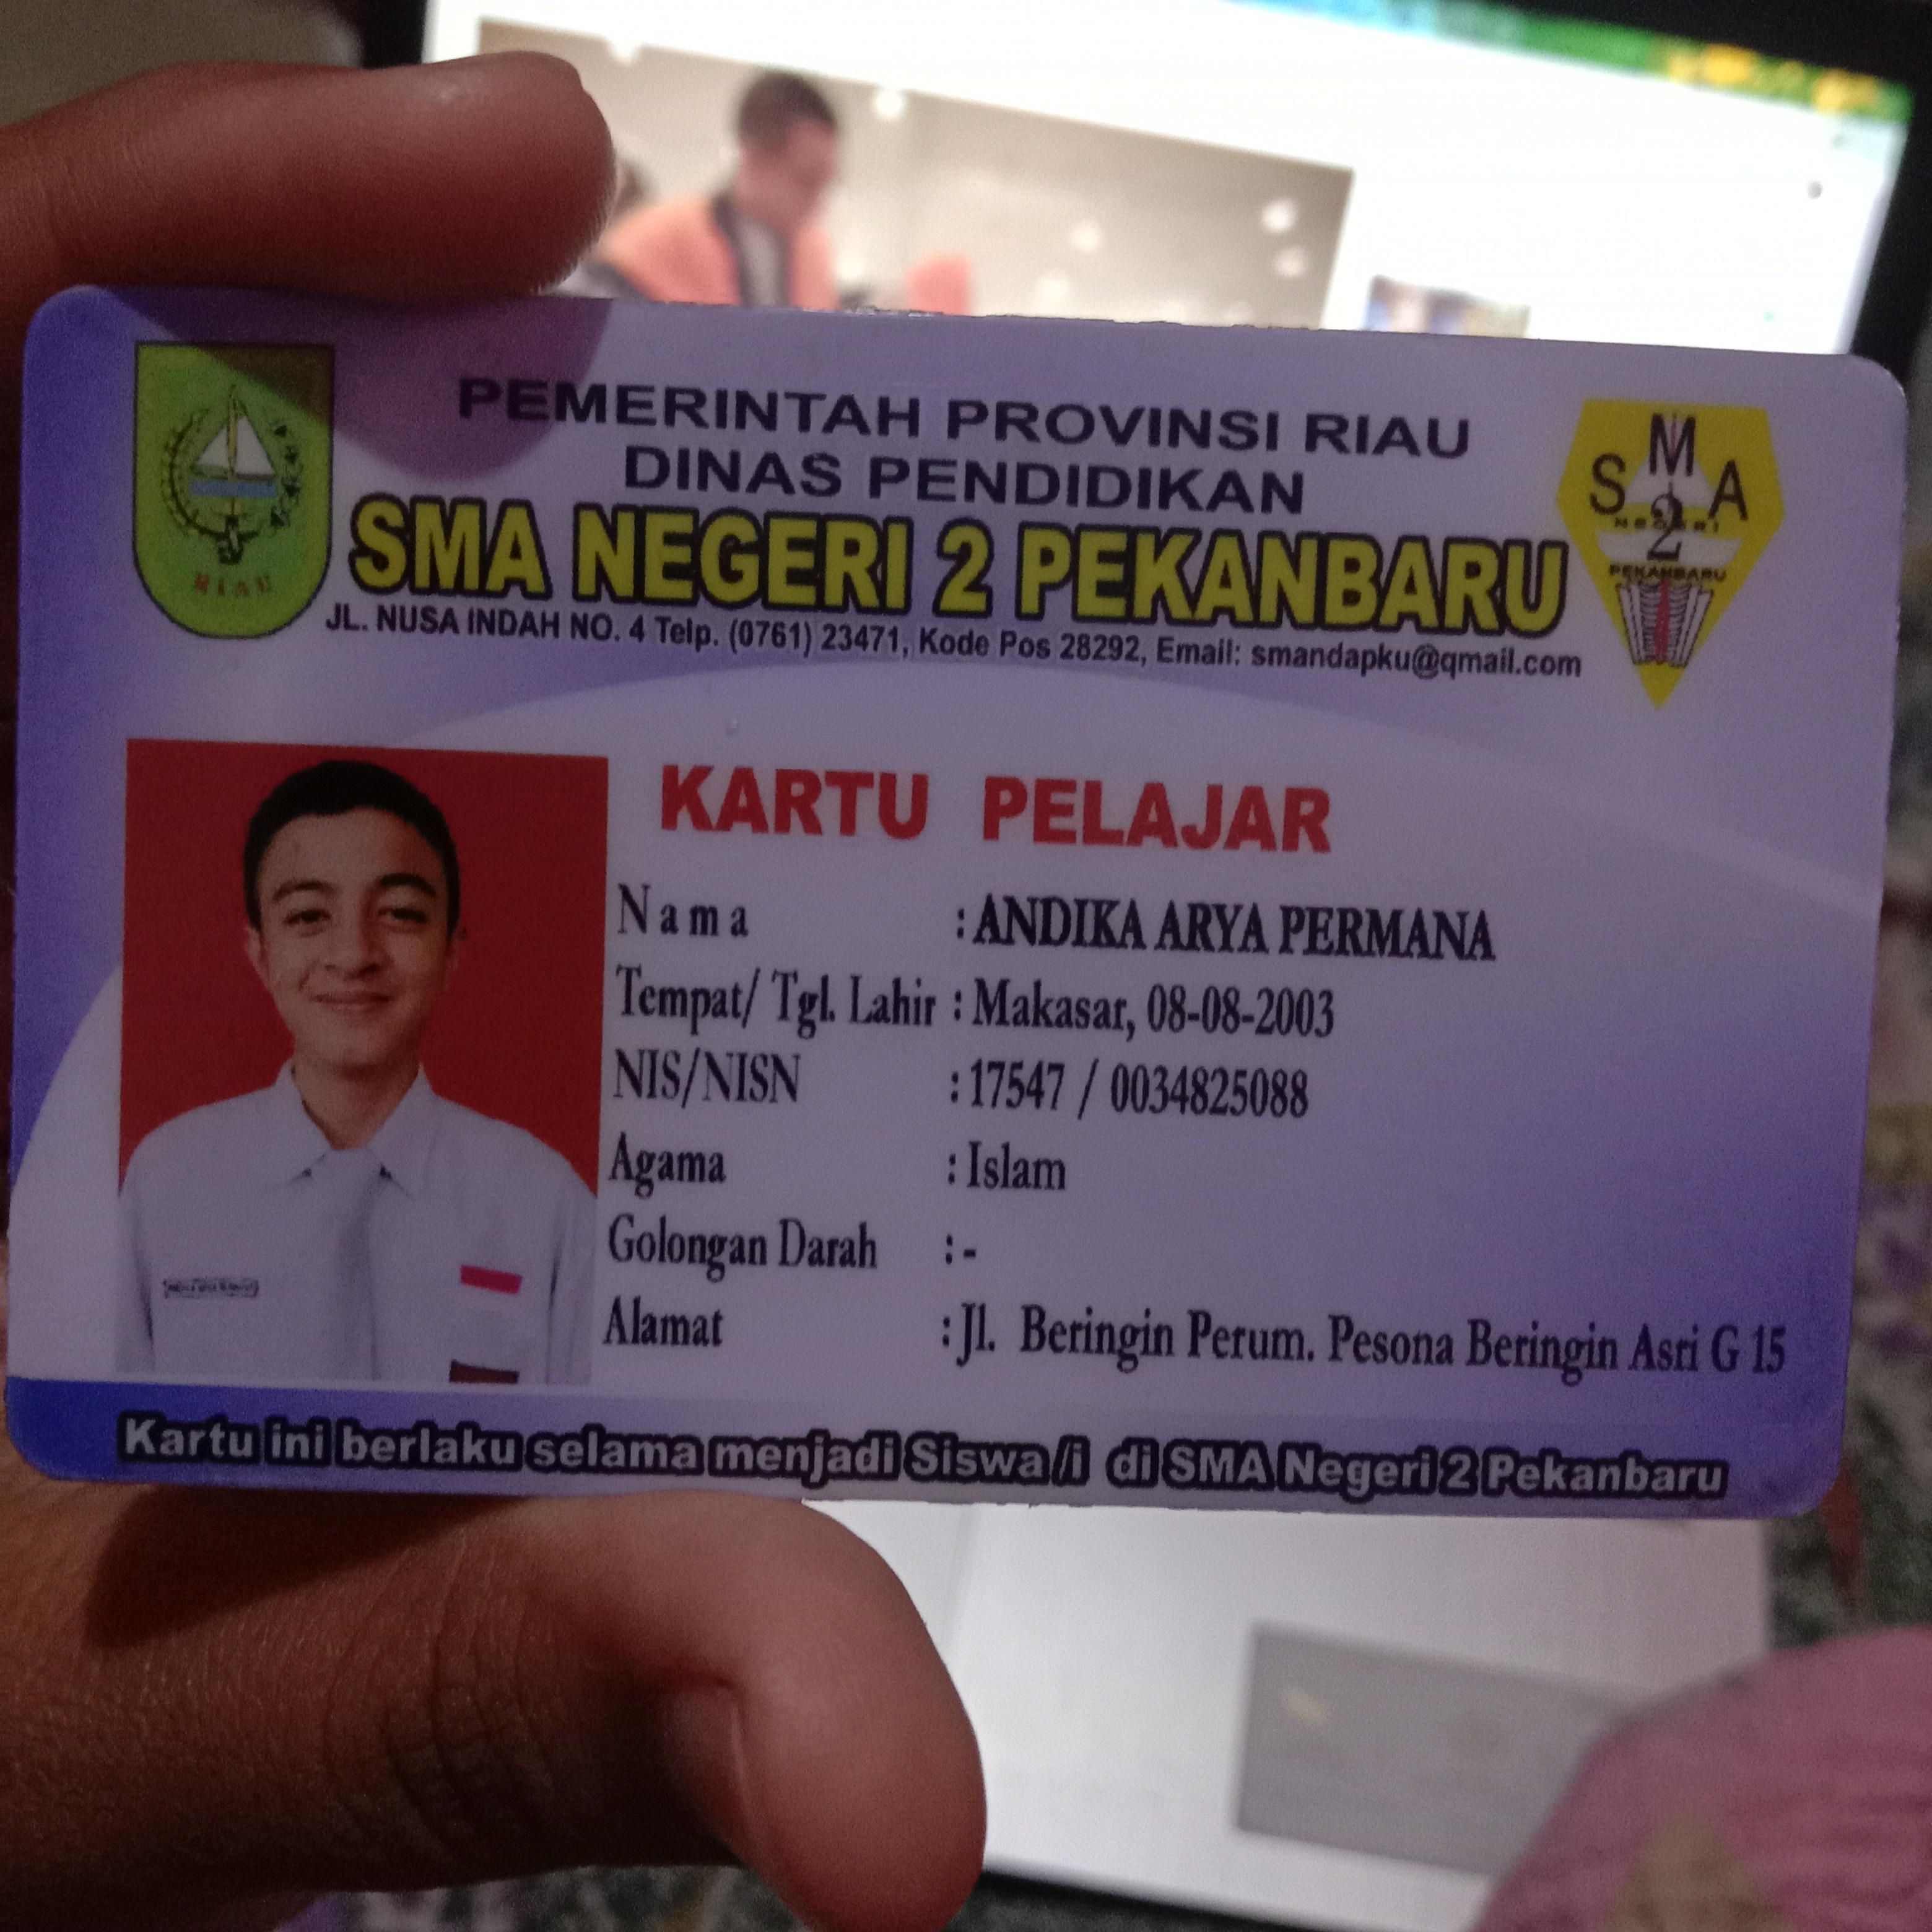 PEMERINTAH PROVINSI RIAU
DINAS PENDIDIKAN
SMA NEGERI 2 PEKANBARU
JL. NUSA INDAH NO. 4 Telp. (0761) 23471, Kode Pos 28292, Email: smandapku@qmail.com
RIAU
SMA
NEGERI
2
PEKANBARU
KARTU PELAJAR
Nama : ANDIKA ARYA PERMANA
Tempat/ Tgl. Lahir : Makasar, 08-08-2003
NIS/NISN : 17547 / 0034825088
Agama : Islam
Golongan Darah : -
Alamat : Jl. Beringin Perum. Pesona Beringin Asri G 15
Kartu ini berlaku selama menjadi Siswa/i di SMA Negeri 2 Pekanbaru